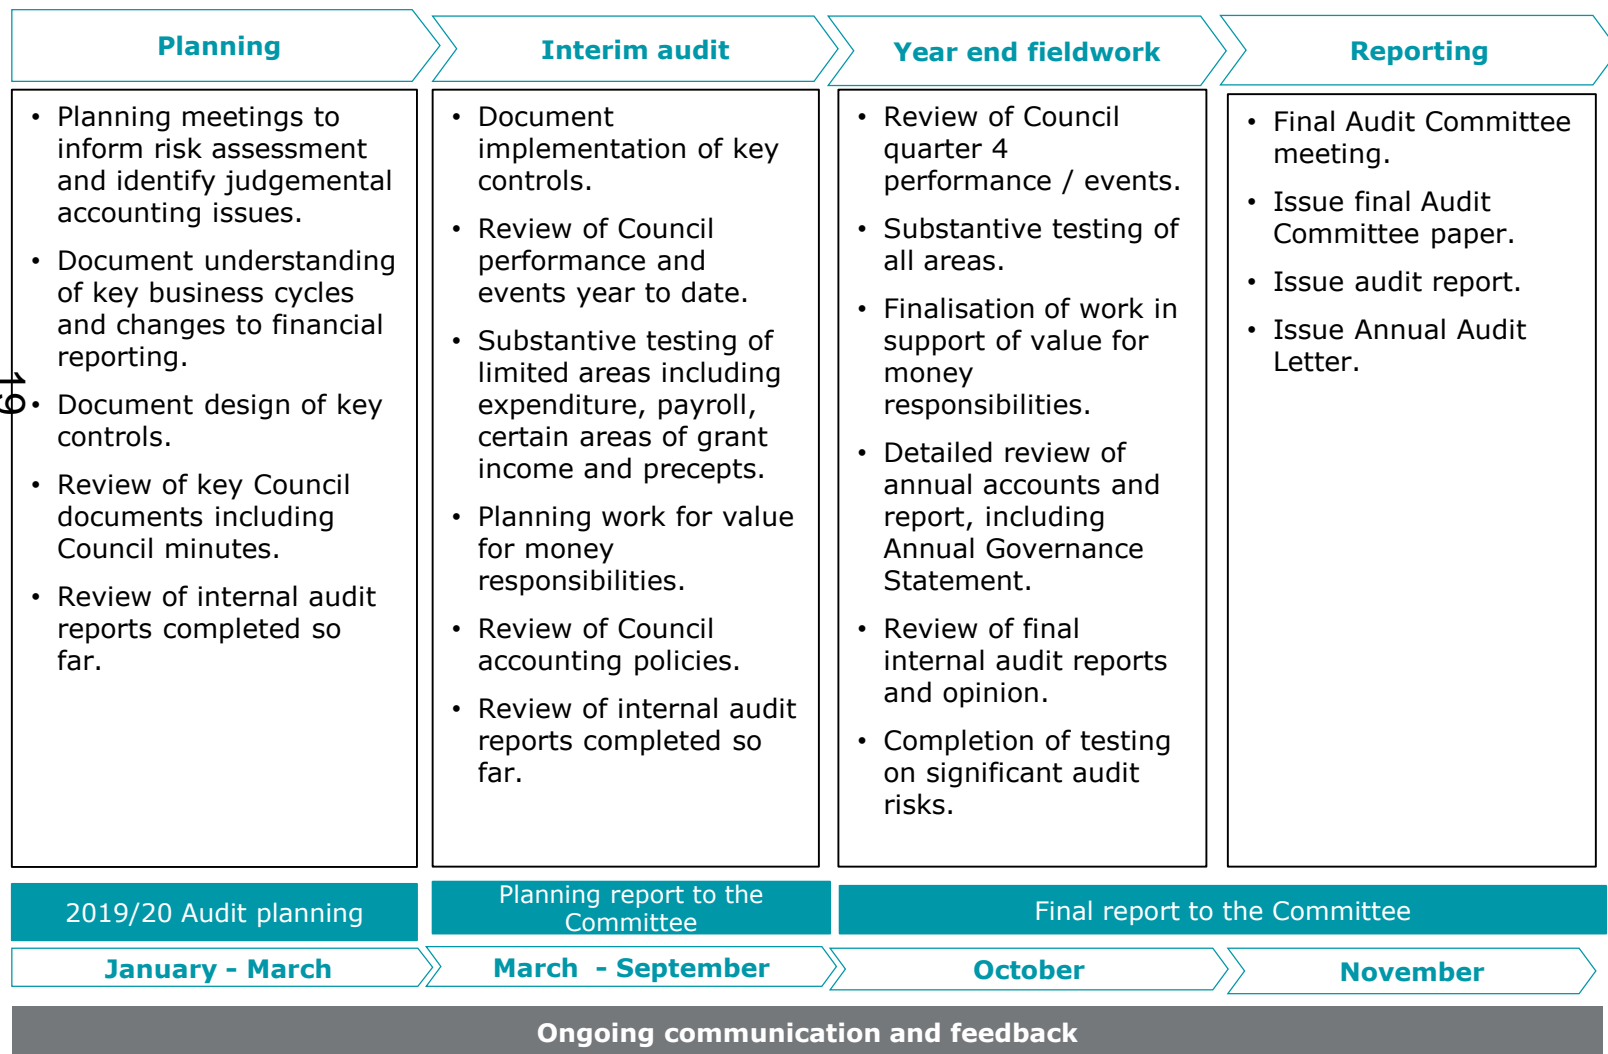 Planning
Interim audit
Year end fieldwork
Reporting
• Planning meetings to
inform risk assessment
and identify judgemental
accounting issues.
• Document understanding
of key business cycles
and changes to financial
reporting.
• Document design of key
controls.
• Review of key Council
documents including
Council minutes.
• Review of internal audit
reports completed so
far.
• Document
implementation of key
controls.
• Review of Council
performance and
events year to date.
• Substantive testing of
limited areas including
expenditure, payroll,
certain areas of grant
income and precepts.
• Planning work for value
for money
responsibilities.
• Review of Council
accounting policies.
• Review of internal audit
reports completed so
far.
• Review of Council
quarter 4
performance / events.
• Substantive testing of
all areas.
• Finalisation of work in
support of value for
money
responsibilities.
• Detailed review of
annual accounts and
report, including
Annual Governance
Statement.
• Review of final
internal audit reports
and opinion.
• Completion of testing
on significant audit
risks.
• Final Audit Committee
meeting.
• Issue final Audit
Committee paper.
• Issue audit report.
• Issue Annual Audit
Letter.
19
2019/20 Audit planning
Planning report to the
Committee
Final report to the Committee
January - March
March - September
October
November
Ongoing communication and feedback